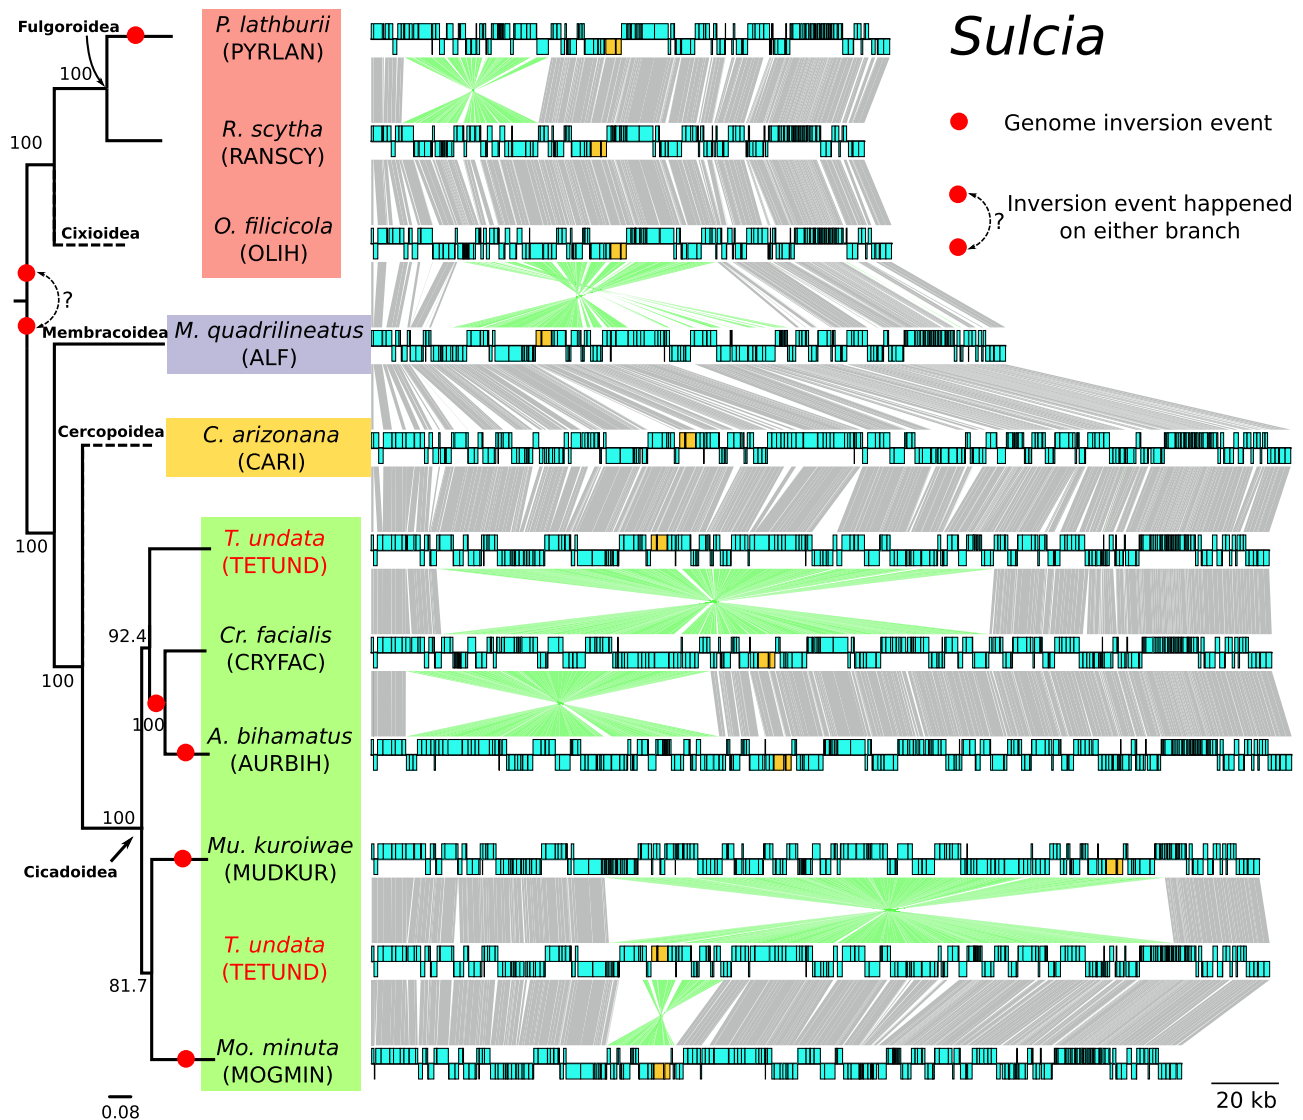 Sulcia
Fulgoroidea
P. lathburii
(PYRLAN)
100
Genome inversion event
R. scytha
(RANSCY)
100
Inversion event happened
on either branch
?
O. filicicola
(OLIH)
Cixioidea
?
Membracoidea
M. quadrilineatus
(ALF)
Cercopoidea
C. arizonana
(CARI)
100
T. undata
(TETUND)
92.4
Cr. facialis
(CRYFAC)
100
100
A. bihamatus
(AURBIH)
100
Cicadoidea
Mu. kuroiwae
(MUDKUR)
T. undata
(TETUND)
81.7
Mo. minuta
(MOGMIN)
0.08
20 kb